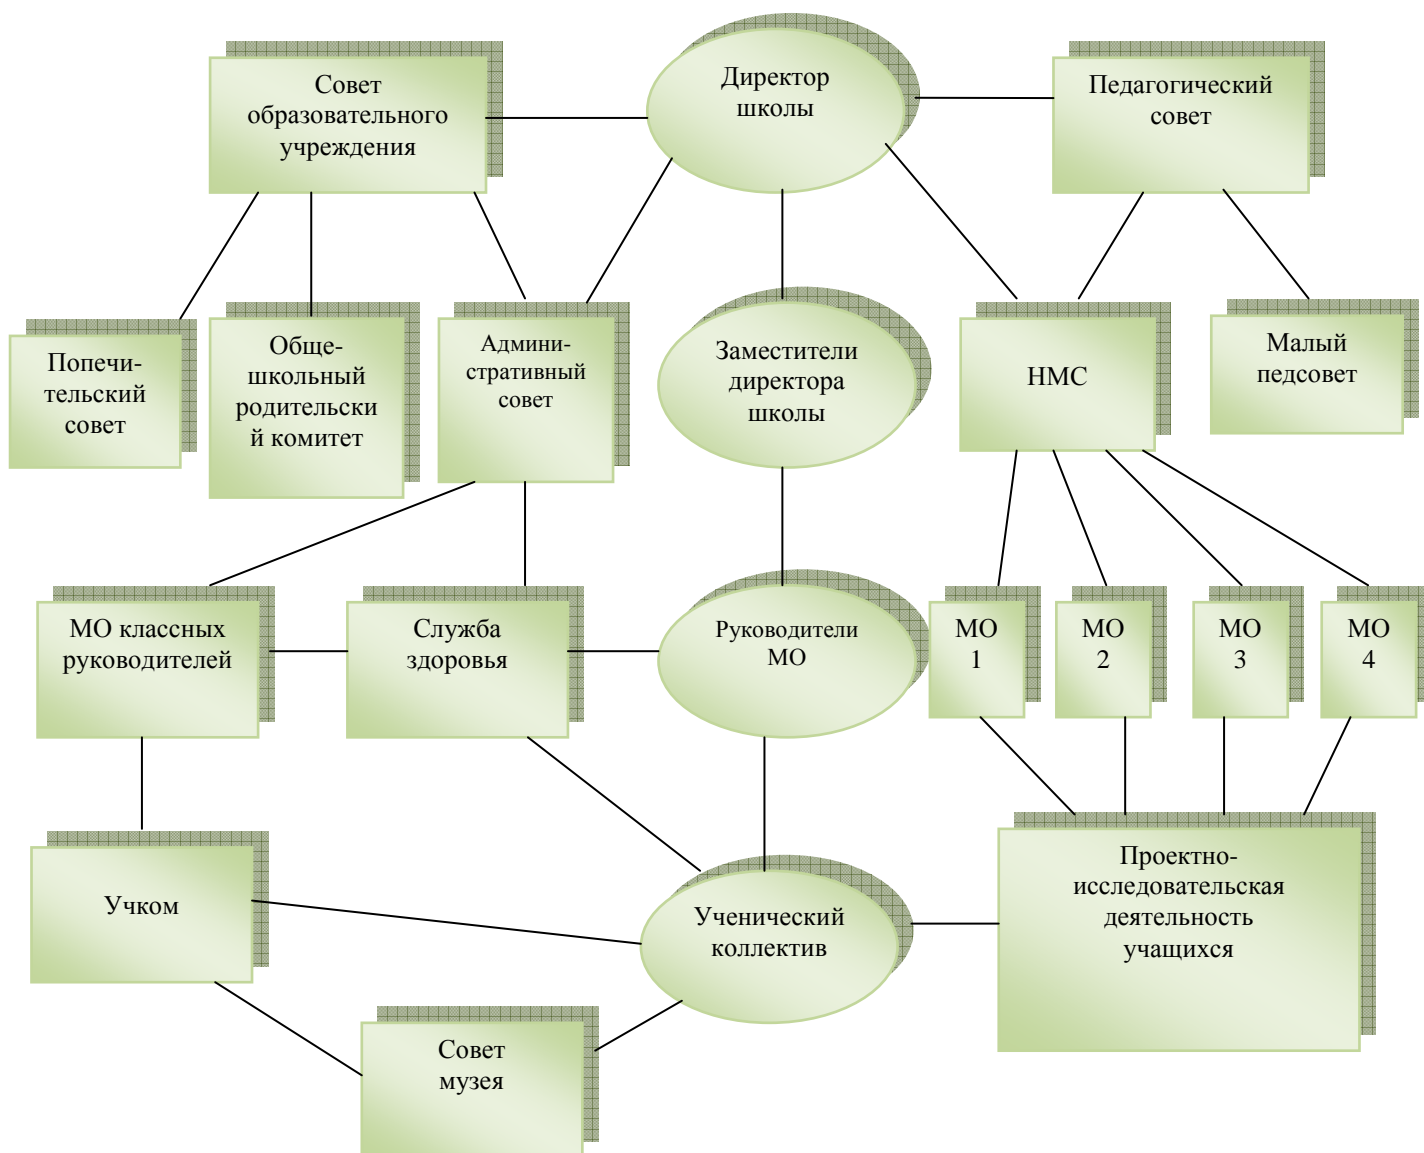 Совет
образовательного
учреждения
Директор
школы
Педагогический
совет
Попечи-
тельский
совет
Обще-
школьный
родительски
й комитет
Админи-
стративный
совет
Заместители
директора
школы
НМС
Малый
педсовет
МО классных
руководителей
Служба
здоровья
Руководители
МО
МО
1
МО
2
МО
3
МО
4
Учком
Ученический
коллектив
Проектно-
исследовательская
деятельность
учащихся
Совет
музея